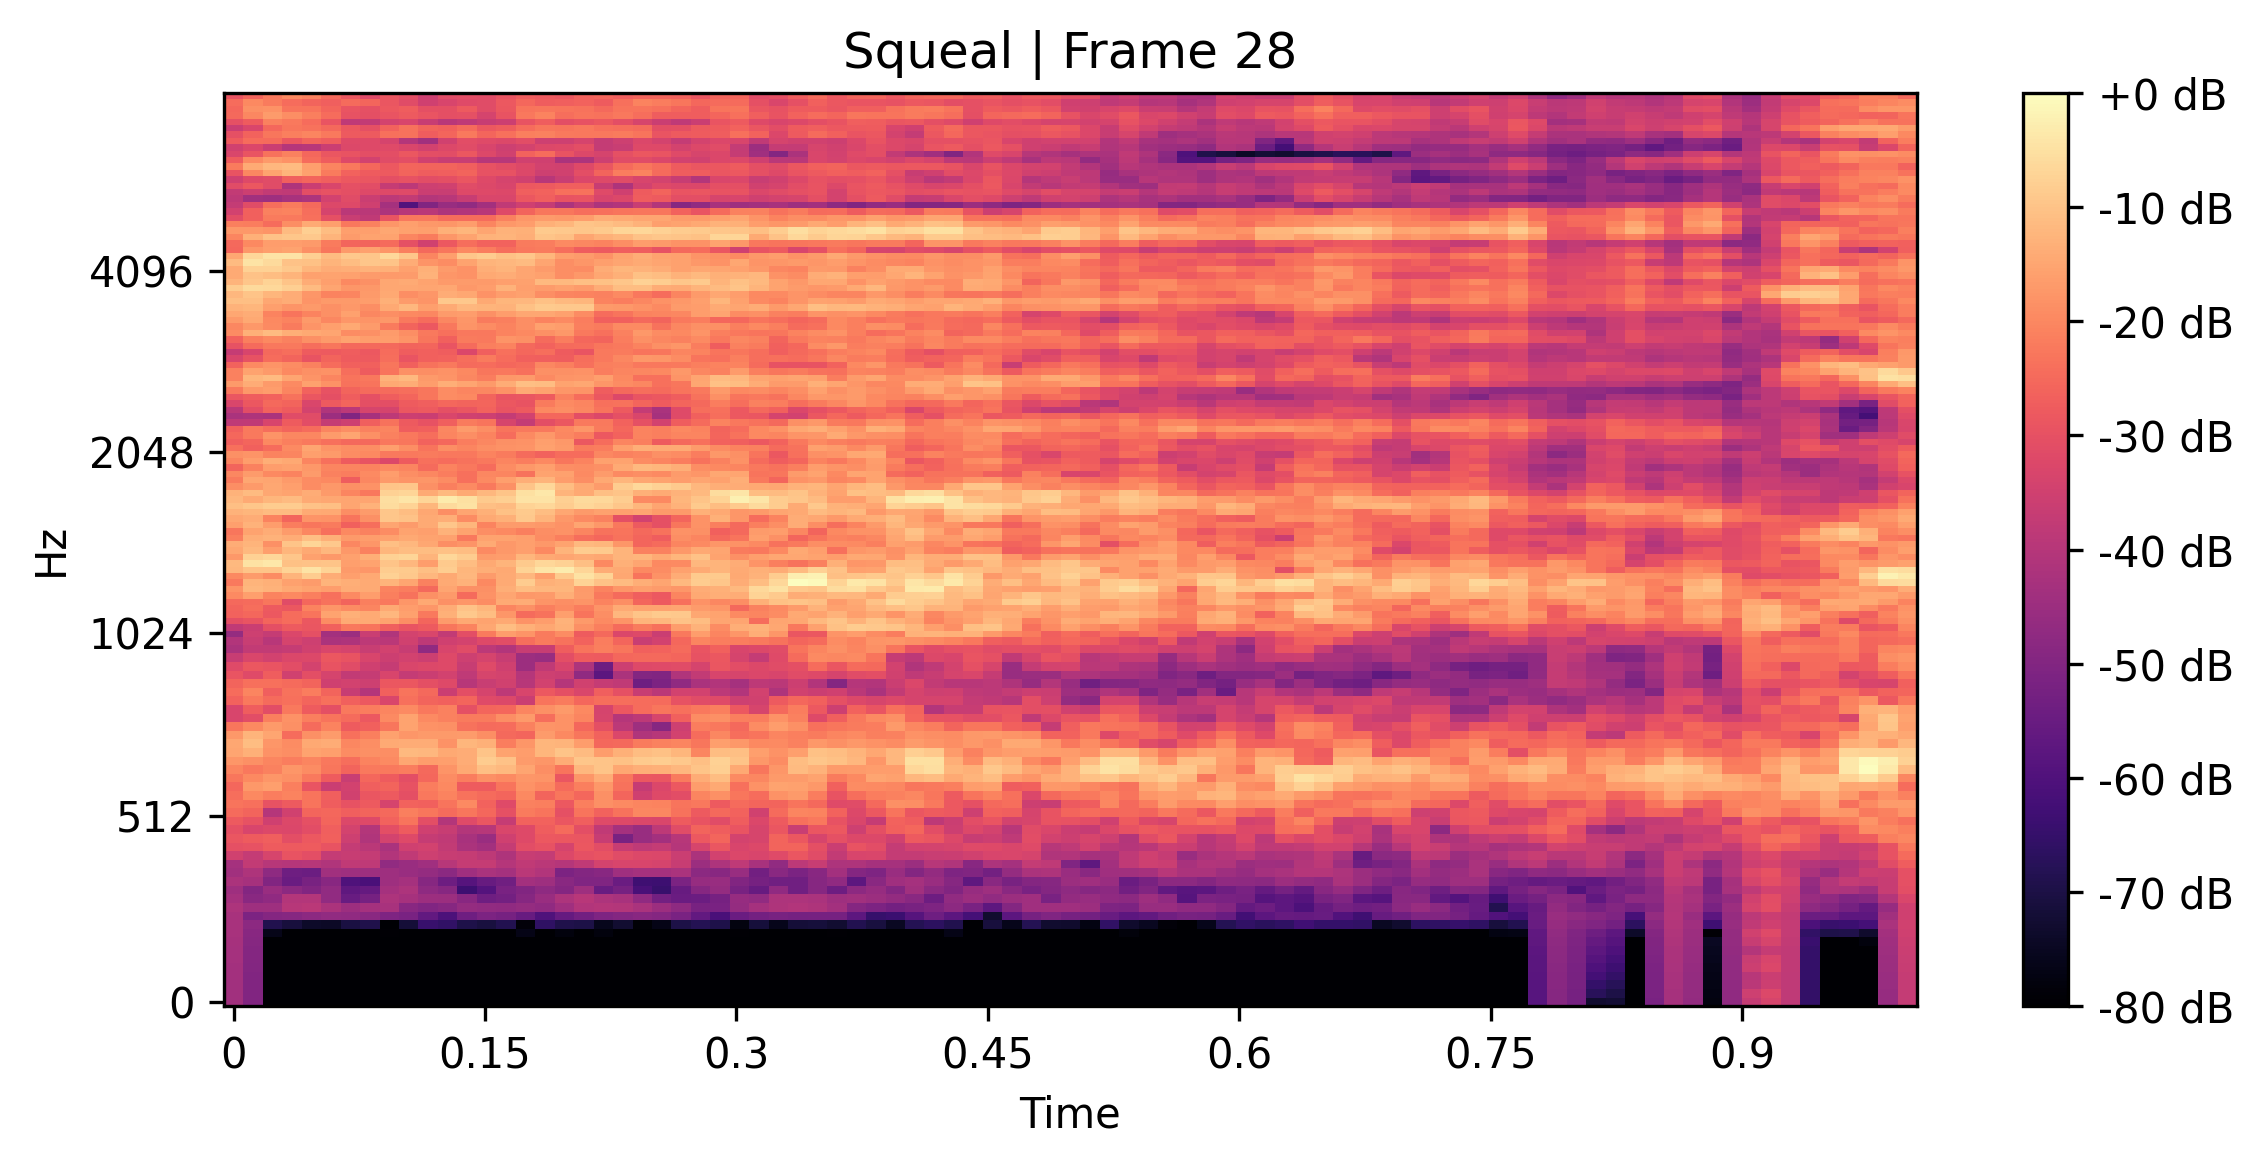 Squeal | Frame 28
Hz
4096
2048
1024
512
0
0 0.15 0.3 0.45 0.6 0.75 0.9
Time
+0 dB
-10 dB
-20 dB
-30 dB
-40 dB
-50 dB
-60 dB
-70 dB
-80 dB